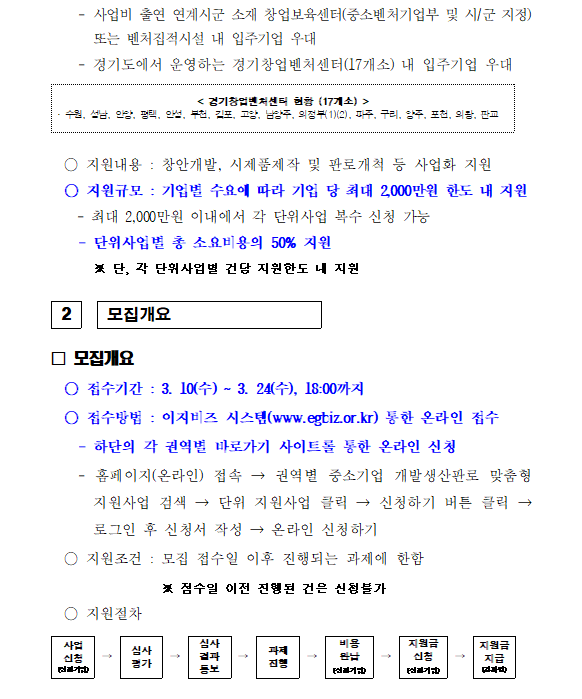 - 사업비 출연 연계시군 소재 창업보육센터(중소벤처기업부 및 시/군 지정)
또는 벤처집적시설 내 입주기업 우대
- 경기도에서 운영하는 경기창업벤처센터(17개소) 내 입주기업 우대
< 경기창업벤처센터 현황 (17개소) >
· 수원, 성남, 안양, 평택, 안성, 부천, 김포, 고양, 남양주, 의정부(1)(2), 파주, 구리, 양주, 포천, 의왕, 판교
○ 지원내용 : 창안개발, 시제품제작 및 판로개척 등 사업화 지원
○ 지원규모 : 기업별 수요에 따라 기업 당 최대 2,000만원 한도 내 지원
- 최대 2,000만원 이내에서 각 단위사업 복수 신청 가능
- 단위사업별 총 소요비용의 50% 지원
※ 단, 각 단위사업별 건당 지원한도 내 지원
2 모집개요
□ 모집개요
○ 접수기간 : 3. 10(수) ~ 3. 24(수), 18:00까지
○ 접수방법 : 이지비즈 시스템(www.egbiz.or.kr) 통한 온라인 접수
- 하단의 각 권역별 바로가기 사이트를 통한 온라인 신청
- 홈페이지(온라인) 접속 → 권역별 중소기업 개발생산판로 맞춤형
지원사업 검색 → 단위 지원사업 클릭 → 신청하기 버튼 클릭 →
로그인 후 신청서 작성 → 온라인 신청하기
○ 지원조건 : 모집 접수일 이후 진행되는 과제에 한함
※ 접수일 이전 진행된 건은 신청불가
○ 지원절차
사업 신청 (신청기업) → 심사 평가 → 심사 결과 통보 → 과제 진행 → 비용 완납 (신청기업) → 지원금 신청 (신청기업) → 지원금 지급